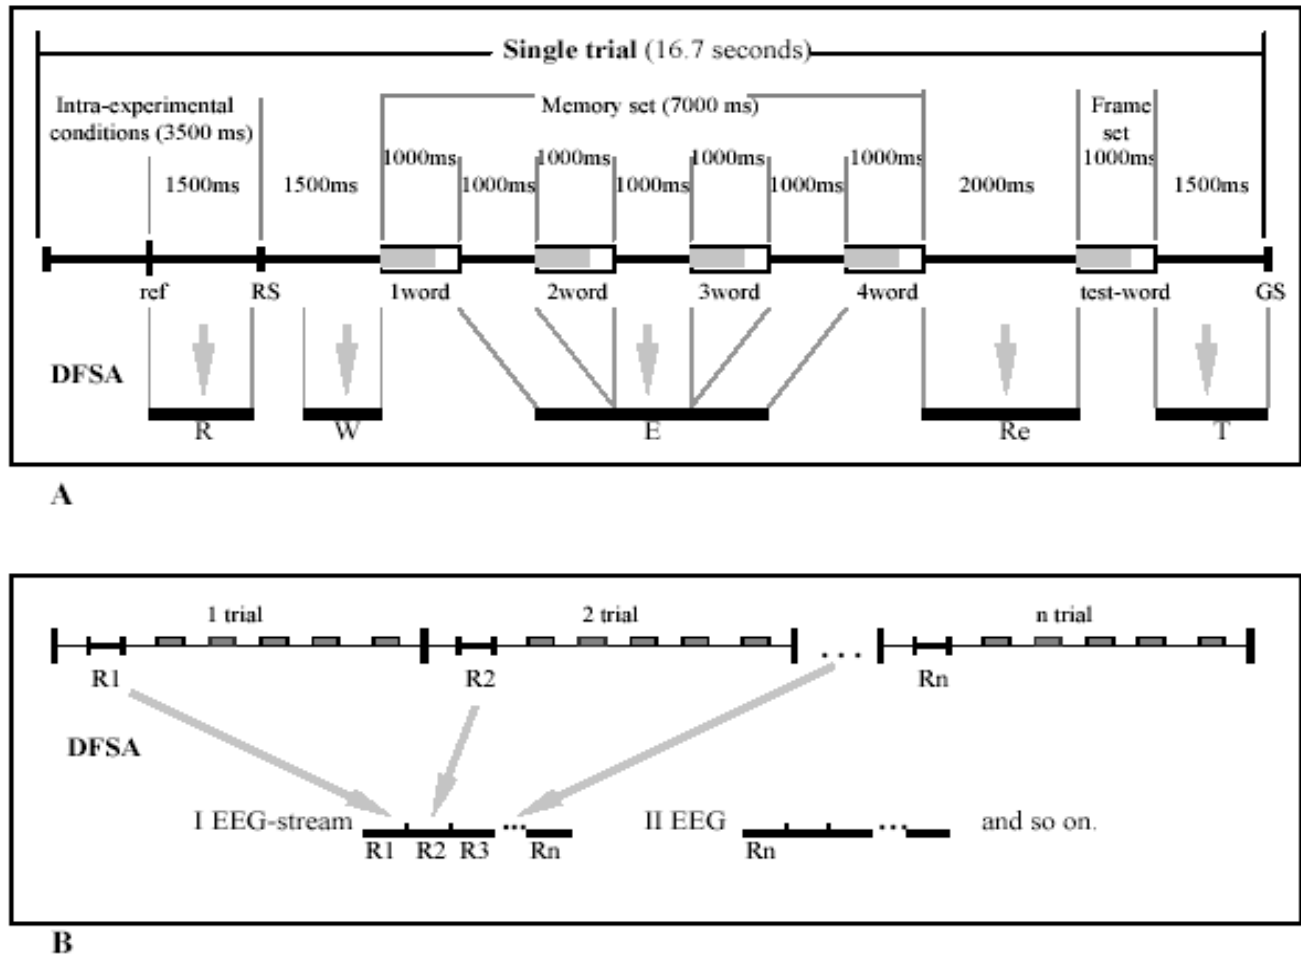 Single trial (16.7 seconds)
Intra-experimental
conditions (3500 ms)
Memory set (7000 ms)
Frame
set
1000ms 1000ms 1000ms 1000ms 1000ms
1500ms 1500ms 1000ms 1000ms 1000ms 2000ms 1500ms
ref RS 1word 2word 3word 4word test-word GS
DFSA
R W E Re T
A
1 trial 2 trial n trial
...
R1 R2 Rn
DFSA
I EEG-stream ... II EEG ... and so on.
R1 R2 R3 Rn Rn
B